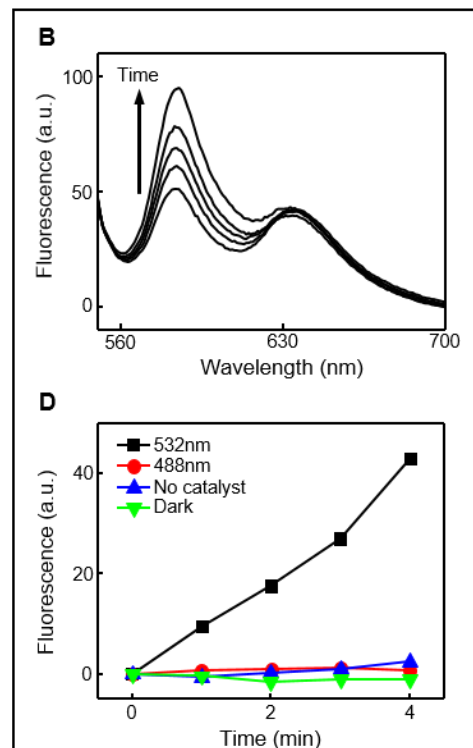 B
100
Time
50
0
Fluorescence (a.u.)
560 630 700
Wavelength (nm)
D
532nm
488nm
No catalyst
Dark
40
20
0
Fluorescence (a.u.)
0 2 4
Time (min)